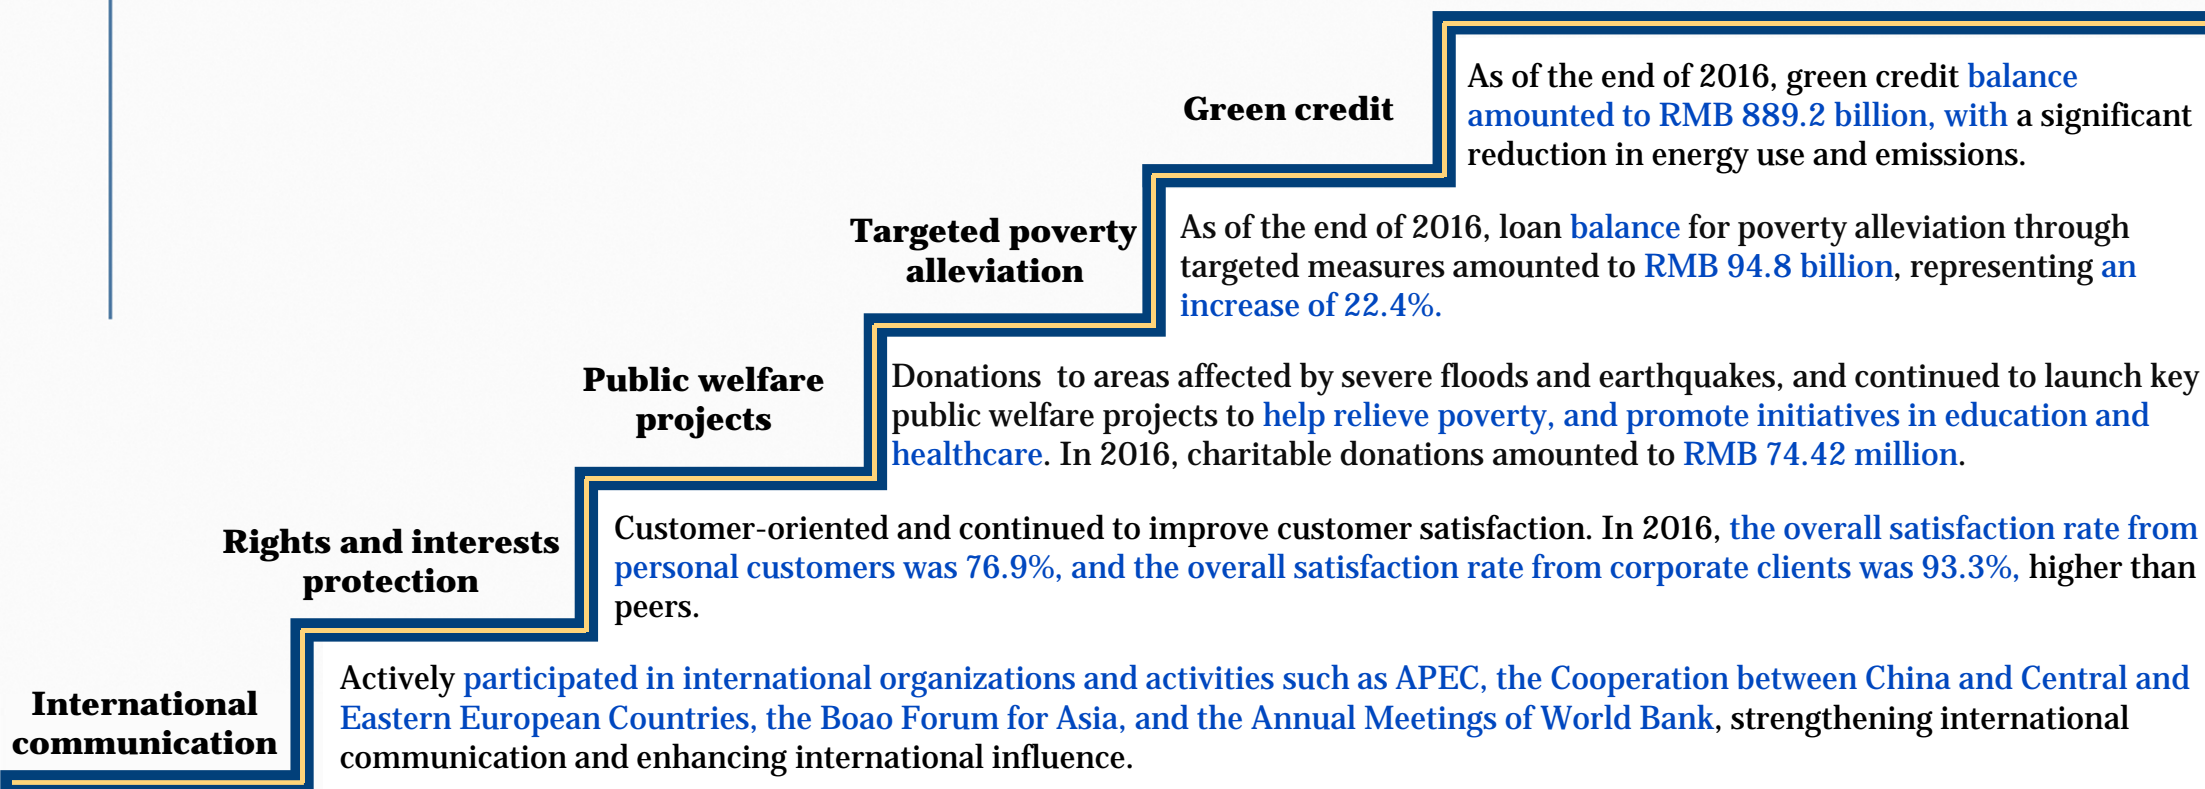 Green credit
As of the end of 2016, green credit balance
amounted to RMB 889.2 billion, with a significant
reduction in energy use and emissions.
Targeted poverty
alleviation
As of the end of 2016, loan balance for poverty alleviation through
targeted measures amounted to RMB 94.8 billion, representing an
increase of 22.4%.
Public welfare
projects
Donations to areas affected by severe floods and earthquakes, and continued to launch key
public welfare projects to help relieve poverty, and promote initiatives in education and
healthcare. In 2016, charitable donations amounted to RMB 74.42 million.
Rights and interests
protection
Customer-oriented and continued to improve customer satisfaction. In 2016, the overall satisfaction rate from
personal customers was 76.9%, and the overall satisfaction rate from corporate clients was 93.3%, higher than
peers.
International
communication
Actively participated in international organizations and activities such as APEC, the Cooperation between China and Central and
Eastern European Countries, the Boao Forum for Asia, and the Annual Meetings of World Bank, strengthening international
communication and enhancing international influence.